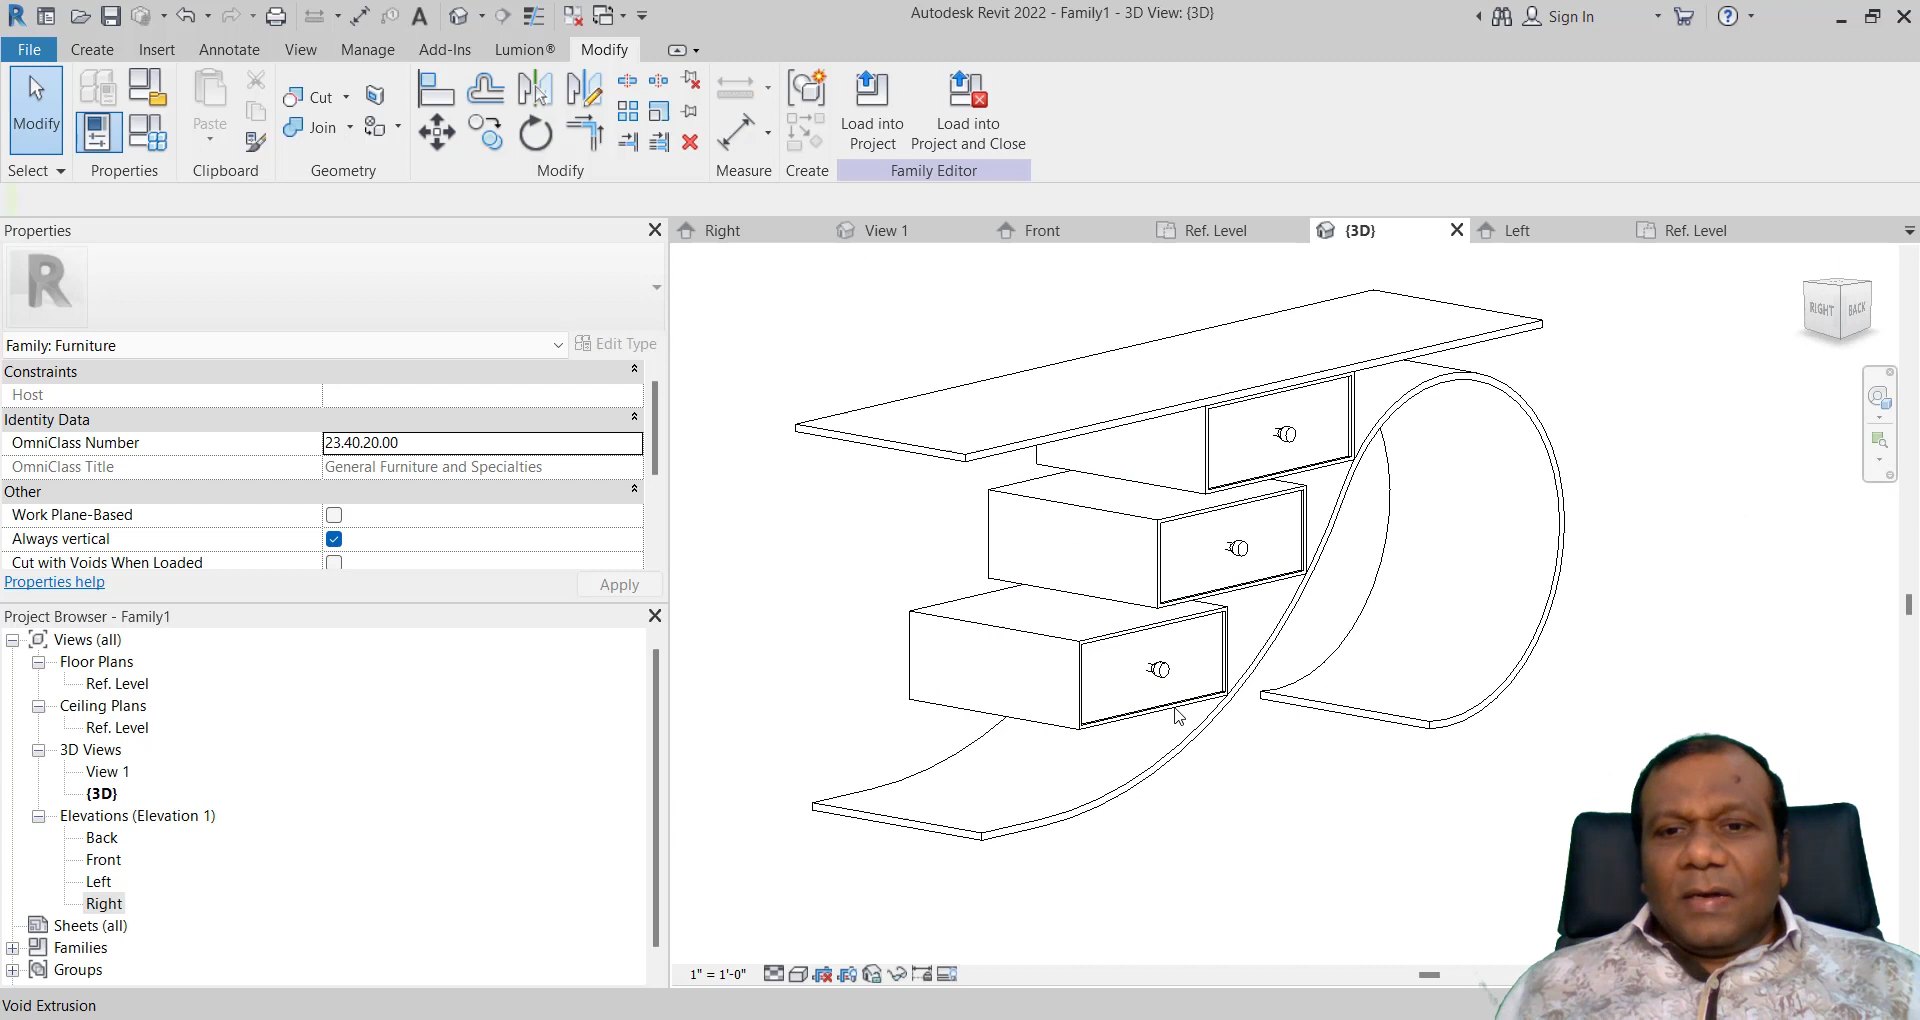 Autodesk Revit 2022 - Family1 - 3D View: {3D}
Sign In
File
Create
Insert
Annotate
View
Manage
Add-Ins
Lumion®
Modify
Modify
Paste
Cut
Join
Load into
Project
Load into
Project and Close
Select
Properties
Clipboard
Geometry
Modify
Measure
Create
Family Editor
Properties
Right
View 1
Front
Ref. Level
{3D}
Left
Ref. Level
Family: Furniture
Edit Type
Constraints
Host
Identity Data
OmniClass Number
23.40.20.00
OmniClass Title
General Furniture and Specialties
Other
Work Plane-Based
Always vertical
Cut with Voids When Loaded
Properties help
Apply
RIGHT
BACK
Project Browser - Family1
Views (all)
Floor Plans
Ref. Level
Ceiling Plans
Ref. Level
3D Views
View 1
{3D}
Elevations (Elevation 1)
Back
Front
Left
Right
Sheets (all)
Families
Groups
1" = 1'-0"
Void Extrusion